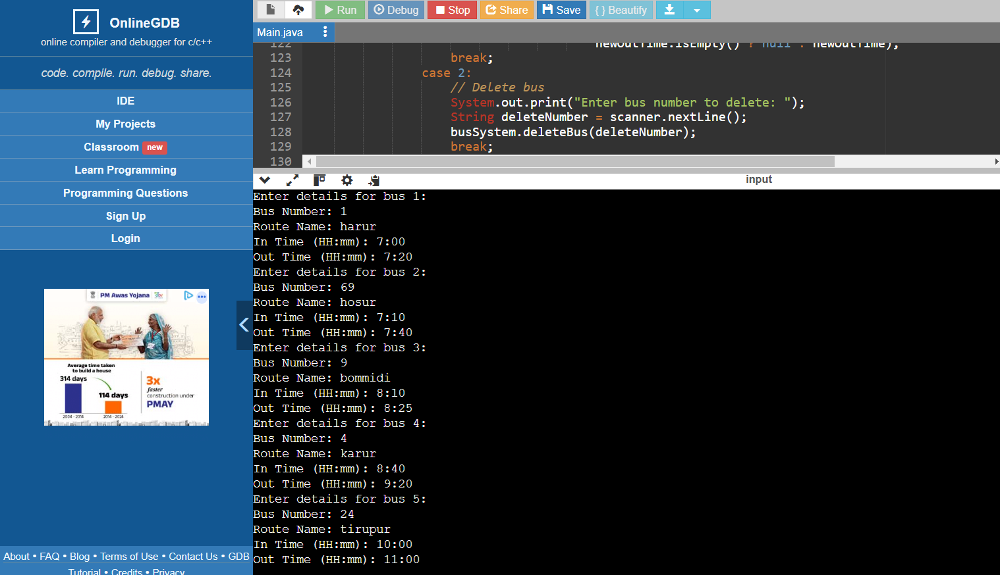 OnlineGDB
online compiler and debugger for c/c++
code. compile. run. debug. share.
IDE
My Projects
Classroom new
Learn Programming
Programming Questions
Sign Up
Login
PM Awas Yojana
Average time taken
to build a house
314 days
114 days
2004 - 2014
2014 - 2024
3x
faster
construction under
PMAY
About • FAQ • Blog • Terms of Use • Contact Us • GDB
Tutorial • Credits • Privacy
Run Debug Stop Share Save { } Beautify
Main.java
122 newOutTime.isEmpty() ? null : newOutTime);
123 break;
124 case 2:
125 // Delete bus
126 System.out.print("Enter bus number to delete: ");
127 String deleteNumber = scanner.nextLine();
128 busSystem.deleteBus(deleteNumber);
129 break;
130
input
Enter details for bus 1:
Bus Number: 1
Route Name: harur
In Time (HH:mm): 7:00
Out Time (HH:mm): 7:20
Enter details for bus 2:
Bus Number: 69
Route Name: hosur
In Time (HH:mm): 7:10
Out Time (HH:mm): 7:40
Enter details for bus 3:
Bus Number: 9
Route Name: bommidi
In Time (HH:mm): 8:10
Out Time (HH:mm): 8:25
Enter details for bus 4:
Bus Number: 4
Route Name: karur
In Time (HH:mm): 8:40
Out Time (HH:mm): 9:20
Enter details for bus 5:
Bus Number: 24
Route Name: tirupur
In Time (HH:mm): 10:00
Out Time (HH:mm): 11:00